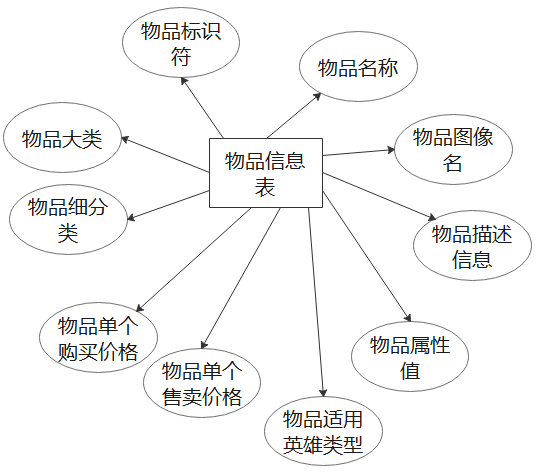 物品标识
符
物品名称
物品大类
物品图像
名
物品信息
表
物品细分
类
物品描述
信息
物品单个
购买价格
物品属性
值
物品单个
售卖价格
物品适用
英雄类型